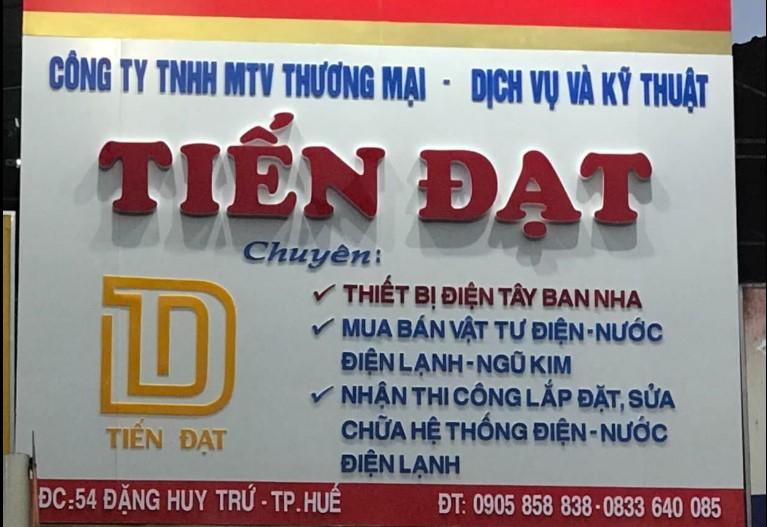 CÔNG TY TNHH MTV THƯƠNG MẠI - DỊCH VỤ VÀ KỸ THUẬT
TIẾN ĐẠT
Chuyên:
✓ THIẾT BỊ ĐIỆN TÂY BAN NHA
✓ MUA BÁN VẬT TƯ ĐIỆN-NƯỚC
ĐIỆN LẠNH-NGŨ KIM
✓ NHẬN THI CÔNG LẮP ĐẶT, SỬA
CHỮA HỆ THỐNG ĐIỆN-NƯỚC
ĐIỆN LẠNH
TIẾN ĐẠT
ĐC:54 ĐẶNG HUY TRỨ - TP.HUẾ ĐT: 0905 858 838-0833 640 085